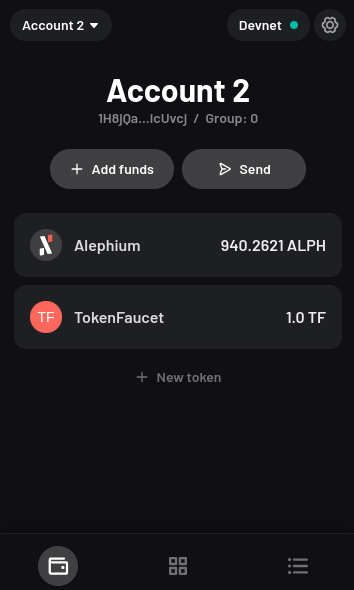 Account 2
Devnet
Account 2
1H8jQa...lcUvcj / Group: 0
Add funds
Send
Alephium
940.2621 ALPH
TF
TokenFaucet
1.0 TF
New token